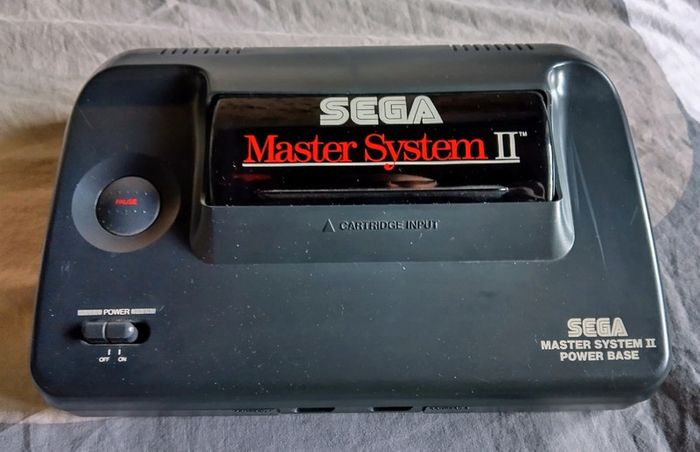 SEGA
Master System II™
CARTRIDGE INPUT
PAUSE
POWER
OFF ON
SEGA
MASTER SYSTEM II
POWER BASE